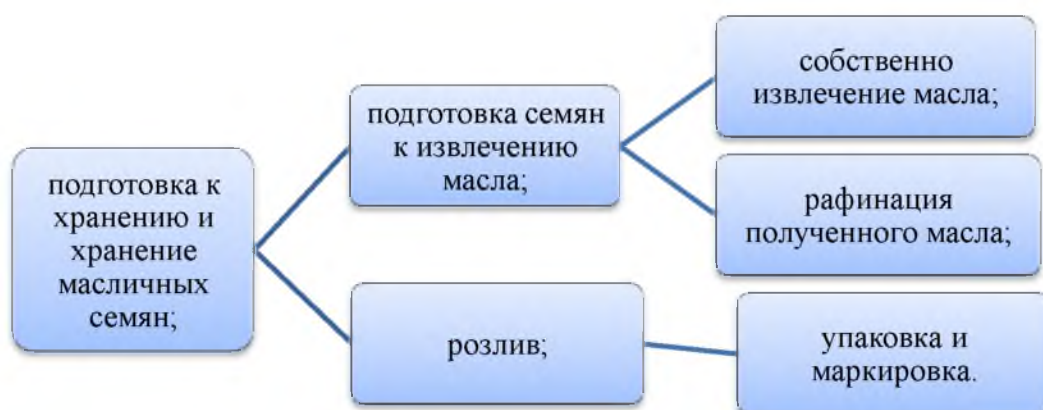 подготовка к
хранению и
хранение
масличных
семян;
подготовка семян
к извлечению
масла;
собственно
извлечение масла;
рафинация
полученного масла;
розлив;
упаковка и
маркировка.